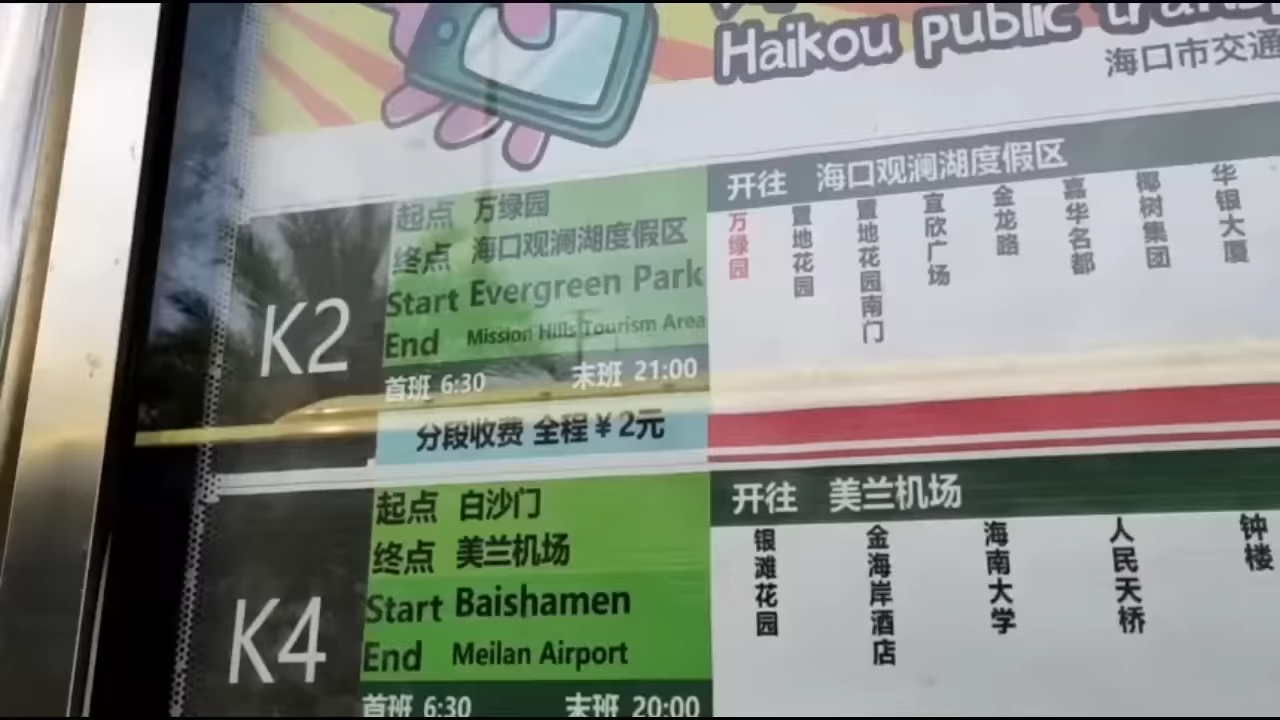 Haikou public
海口市交通
K2
起点 万绿园
终点 海口观澜湖度假区
Start Evergreen Park
End Mission Hills Tourism Area
首班 6:30 末班 21:00
分段收费 全程¥2元
开往 海口观澜湖度假区
万绿园
置地花园
置地花园南门
宜欣广场
金龙路
嘉华名都
椰树集团
华银大厦
K4
起点 白沙门
终点 美兰机场
Start Baishamen
End Meilan Airport
首班 6:30 末班 20:00
开往 美兰机场
银滩花园
金海岸酒店
海南大学
人民天桥
钟楼